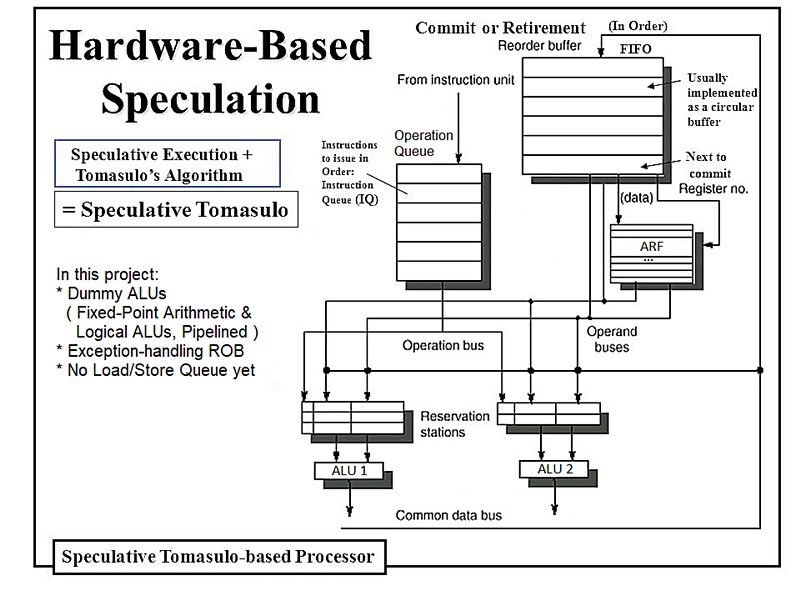 Hardware-Based
Speculation
Speculative Execution +
Tomasulo's Algorithm
= Speculative Tomasulo
In this project:
* Dummy ALUs
( Fixed-Point Arithmetic &
Logical ALUs, Pipelined )
* Exception-handling ROB
* No Load/Store Queue yet
Commit or Retirement
(In Order)
Reorder buffer
FIFO
From instruction unit
Usually
implemented
as a circular
buffer
Instructions
to issue in
Order:
Instruction
Queue (IQ)
Operation
Queue
Next to
commit
Register no.
(data)
ARF
...
Operation bus
Operand
buses
Reservation
stations
ALU 1
ALU 2
Common data bus
Speculative Tomasulo-based Processor